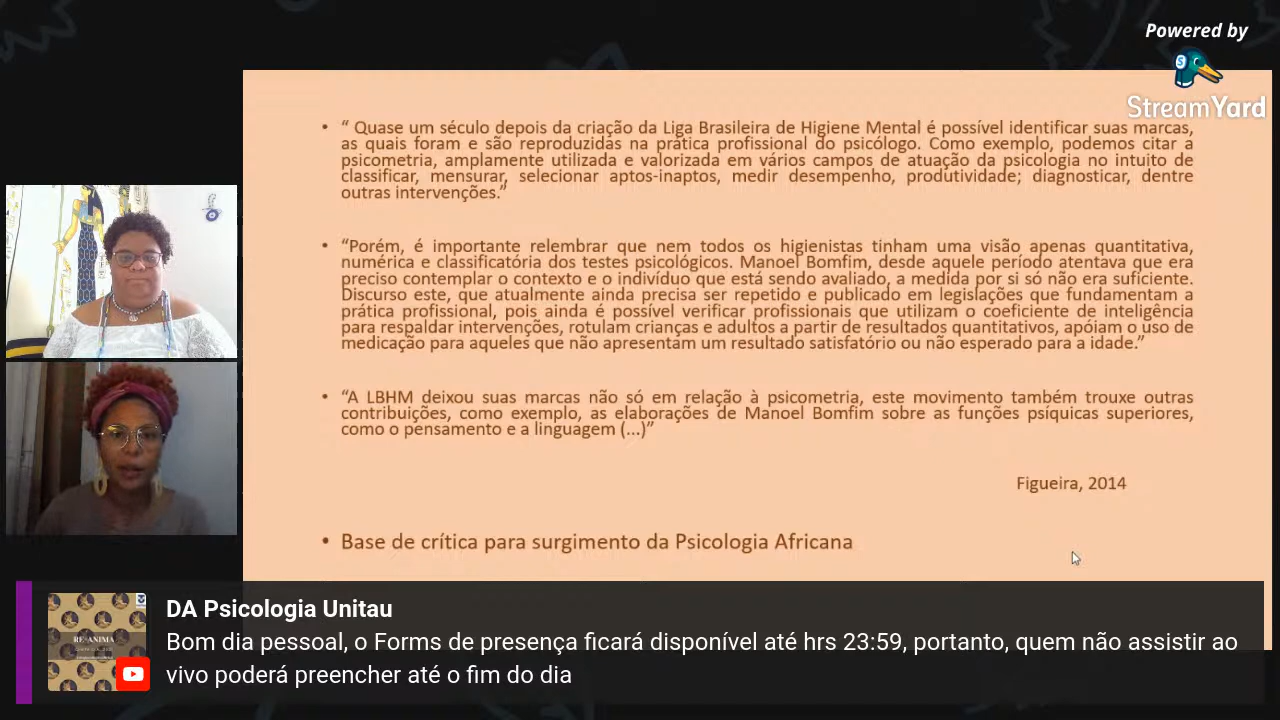 Powered by
StreamYard
• “ Quase um século depois da criação da Liga Brasileira de Higiene Mental é possível identificar suas marcas,
as quais foram e são reproduzidas na prática profissional do psicólogo. Como exemplo, podemos citar a
psicometria, amplamente utilizada e valorizada em vários campos de atuação da psicologia no intuito de
classificar, mensurar, selecionar aptos-inaptos, medir desempenho, produtividade; diagnosticar, dentre
outras intervenções.”
• “Porém, é importante relembrar que nem todos os higienistas tinham uma visão apenas quantitativa,
numérica e classificatória dos testes psicológicos. Manoel Bomfim, desde aquele período atentava que era
preciso contemplar o contexto e o indivíduo que está sendo avaliado, a medida por si só não era suficiente.
Discurso este, que atualmente ainda precisa ser repetido e publicado em legislações que fundamentam a
prática profissional, pois ainda é possível verificar profissionais que utilizam o coeficiente de inteligência
para respaldar intervenções, rotulam crianças e adultos a partir de resultados quantitativos, apóiam o uso de
medicação para aqueles que não apresentam um resultado satisfatório ou não esperado para a idade.”
• “A LBHM deixou suas marcas não só em relação à psicometria, este movimento também trouxe outras
contribuições, como exemplo, as elaborações de Manoel Bomfim sobre as funções psíquicas superiores,
como o pensamento e a linguagem (...)”
Figueira, 2014
• Base de crítica para surgimento da Psicologia Africana
DA Psicologia Unitau
Bom dia pessoal, o Forms de presença ficará disponível até hrs 23:59, portanto, quem não assistir ao
vivo poderá preencher até o fim do dia